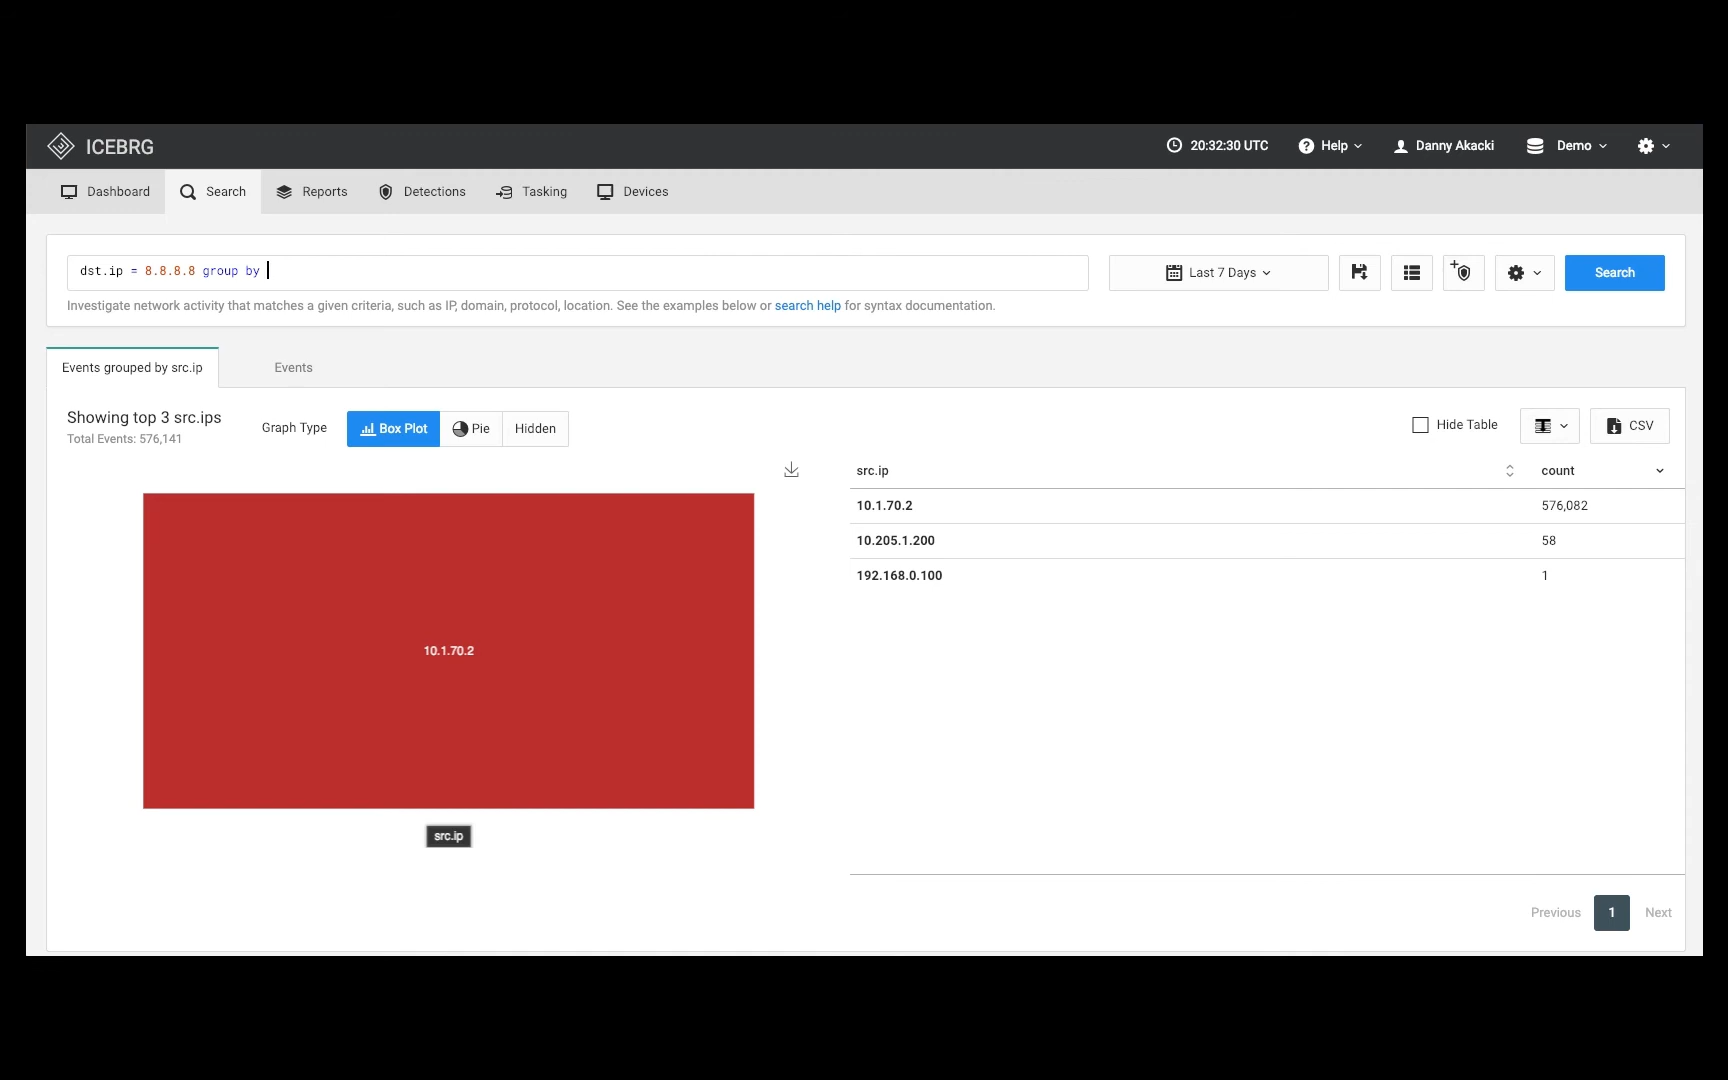 ICEBRG
20:32:30 UTC
Help
Danny Akacki
Demo
Dashboard
Search
Reports
Detections
Tasking
Devices
dst.ip = 8.8.8.8 group by
Last 7 Days
Search
Investigate network activity that matches a given criteria, such as IP, domain, protocol, location. See the examples below or search help for syntax documentation.
Events grouped by src.ip
Events
Showing top 3 src.ips
Total Events: 576,141
Graph Type
Box Plot
Pie
Hidden
Hide Table
CSV
src.ip count
10.1.70.2 576,082
10.205.1.200 58
192.168.0.100 1
10.1.70.2
src.ip
Previous 1 Next